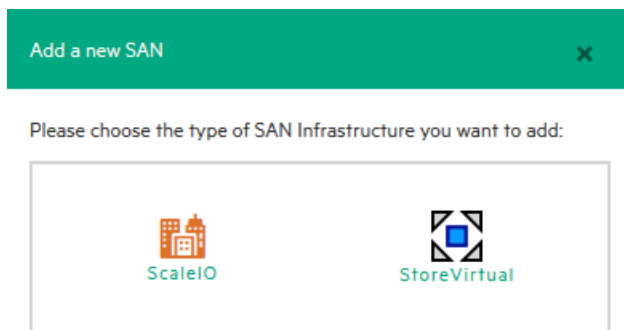 Add a new SAN
Please choose the type of SAN Infrastructure you want to add:
ScaleIO
StoreVirtual